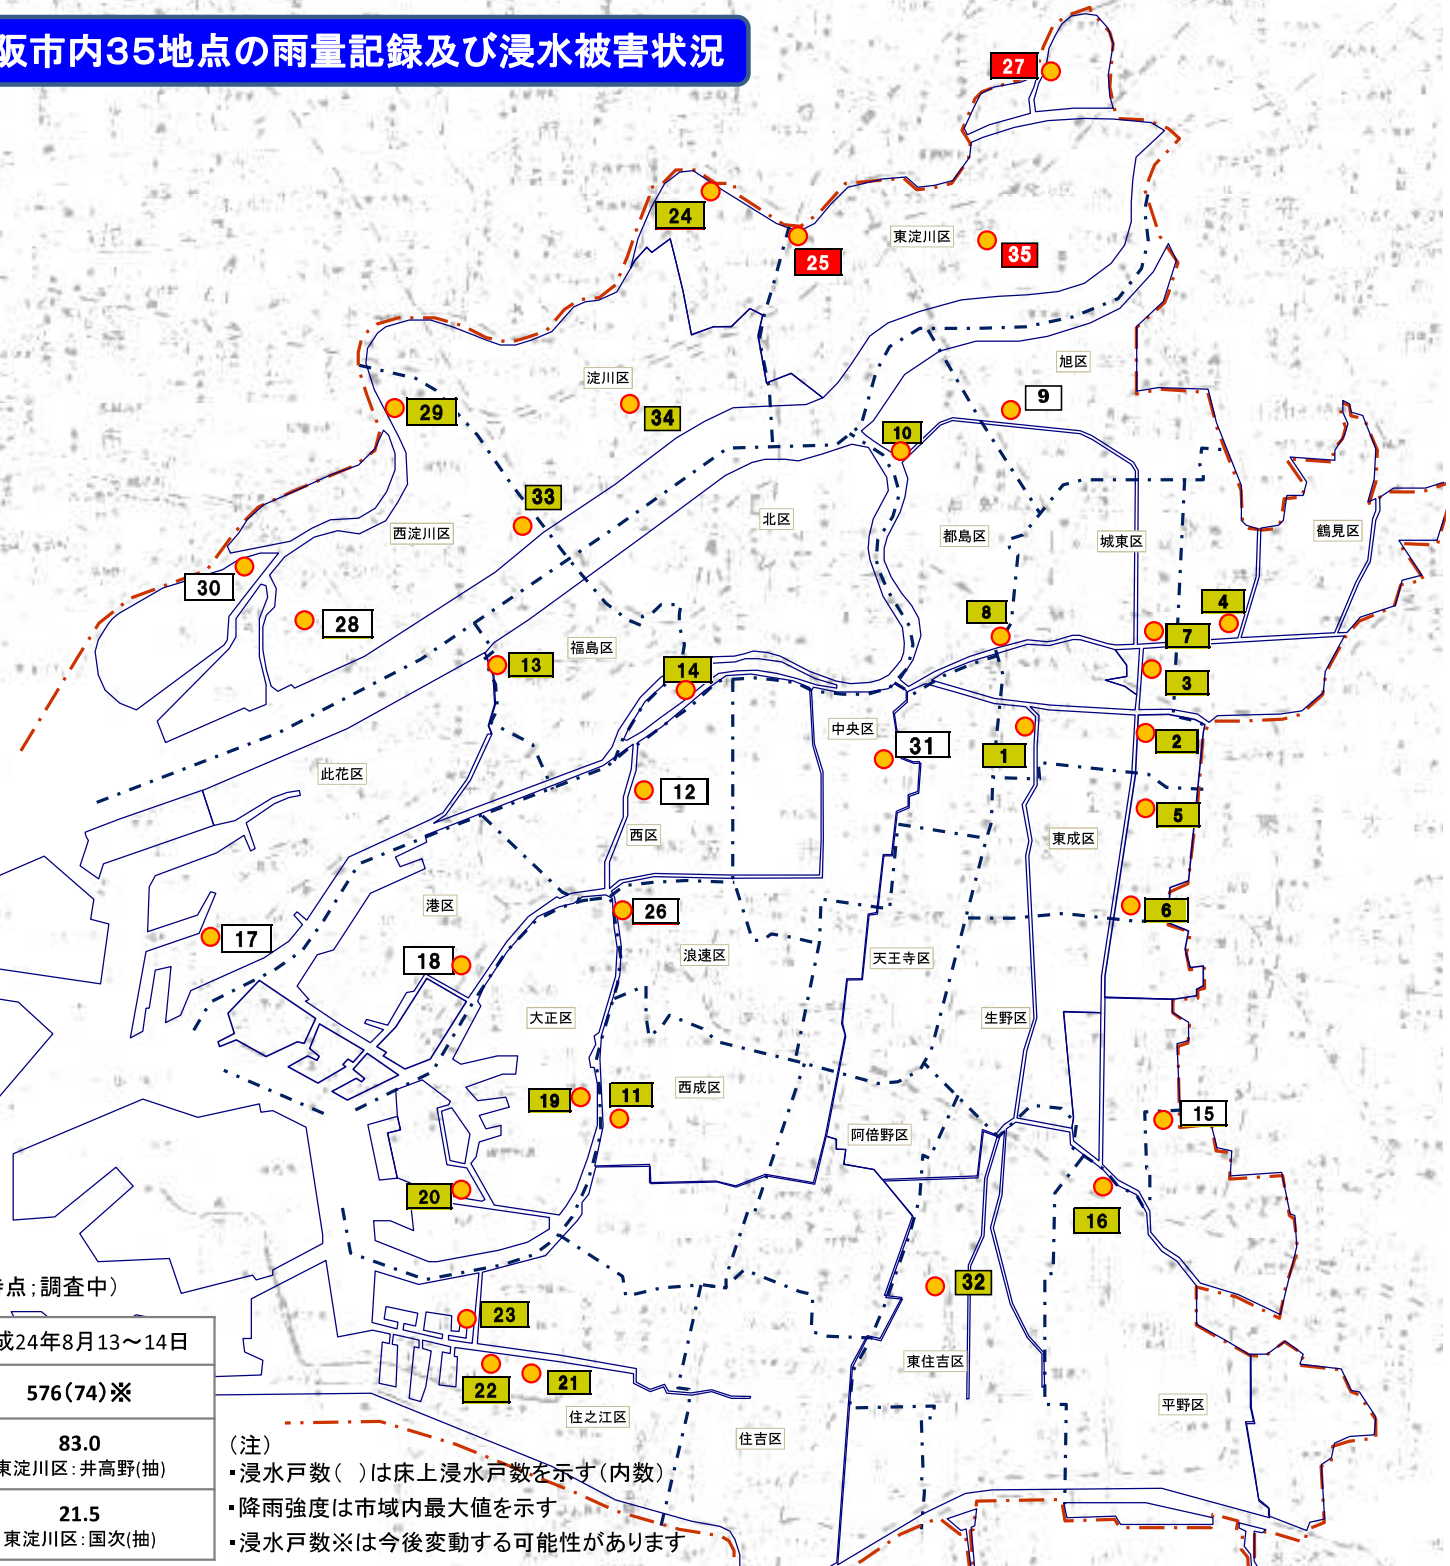 阪市内35地点の雨量記録及び浸水被害状況
27
24
25
東淀川区
35
旭区
淀川区
34
29
9
10
33
西淀川区
北区
都島区
城東区
鶴見区
30
28
8
4
7
福島区
13
14
3
中央区
31
1
2
此花区
12
西区
東成区
5
港区
26
6
17
18
浪速区
天王寺区
大正区
生野区
19
11
西成区
阿倍野区
15
20
16
点;調査中)
32
23
成24年8月13～14日
東住吉区
576(74)※
22
21
住之江区
平野区
住吉区
83.0
東淀川区:井高野(抽)
21.5
東淀川区:国次(抽)
(注)
・浸水戸数( )は床上浸水戸数を示す(内数)
・降雨強度は市域内最大値を示す
・浸水戸数※は今後変動する可能性があります